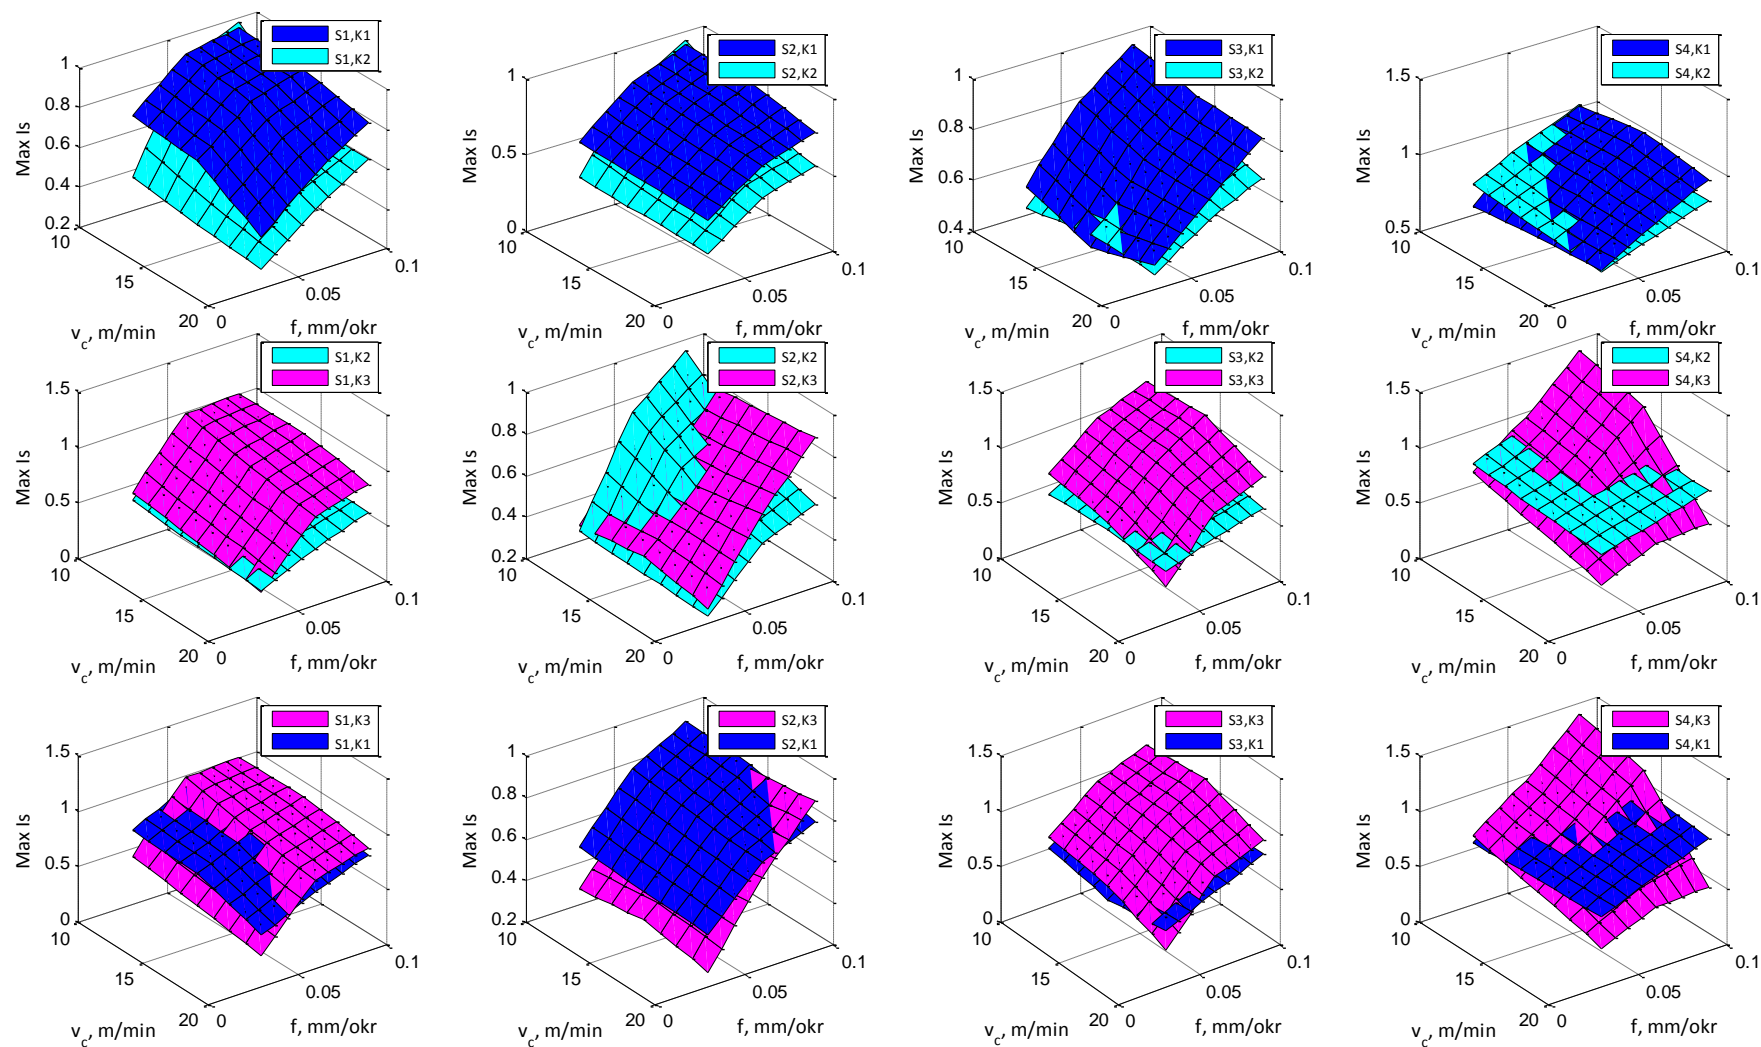 S1,K1
S1,K2
1
0.8
0.6
0.4
0.2
Max Is
10
15
20
0
0.05
0.1
v_c, m/min
f, mm/okr
S2,K1
S2,K2
1
0.5
0
Max Is
10
15
20
0
0.05
0.1
v_c, m/min
f, mm/okr
S3,K1
S3,K2
1
0.8
0.6
0.4
Max Is
10
15
20
0
0.05
0.1
v_c, m/min
f, mm/okr
S4,K1
S4,K2
1.5
1
0.5
Max Is
10
15
20
0
0.05
0.1
v_c, m/min
f, mm/okr
S1,K2
S1,K3
1.5
1
0.5
0
Max Is
10
15
20
0
0.05
0.1
v_c, m/min
f, mm/okr
S2,K2
S2,K3
1
0.8
0.6
0.4
0.2
Max Is
10
15
20
0
0.05
0.1
v_c, m/min
f, mm/okr
S3,K2
S3,K3
1.5
1
0.5
0
Max Is
10
15
20
0
0.05
0.1
v_c, m/min
f, mm/okr
S4,K2
S4,K3
1.5
1
0.5
0
Max Is
10
15
20
0
0.05
0.1
v_c, m/min
f, mm/okr
S1,K3
S1,K1
1.5
1
0.5
0
Max Is
10
15
20
0
0.05
0.1
v_c, m/min
f, mm/okr
S2,K3
S2,K1
1
0.8
0.6
0.4
0.2
Max Is
10
15
20
0
0.05
0.1
v_c, m/min
f, mm/okr
S3,K3
S3,K1
1.5
1
0.5
0
Max Is
10
15
20
0
0.05
0.1
v_c, m/min
f, mm/okr
S4,K3
S4,K1
1.5
1
0.5
0
Max Is
10
15
20
0
0.05
0.1
v_c, m/min
f, mm/okr